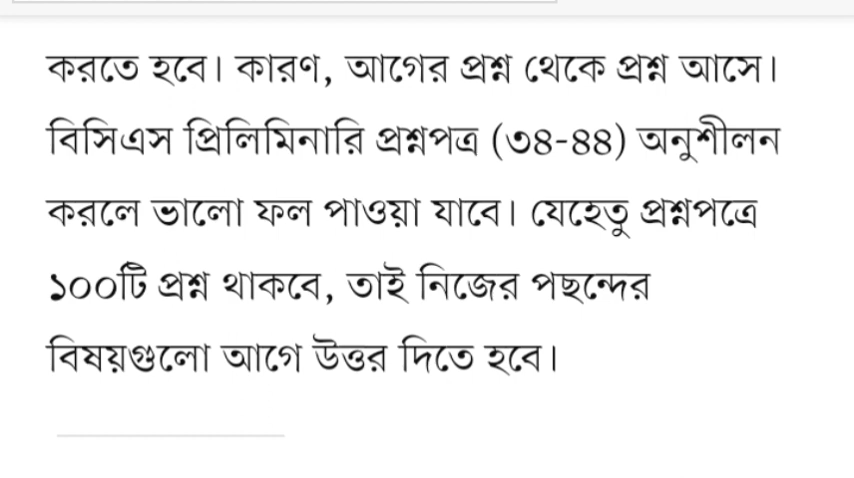 করতে হবে। কারণ, আগের প্রশ্ন থেকে প্রশ্ন আসে।
বিসিএস প্রিলিমিনারি প্রশ্নপত্র (৩৪-৪৪) অনুশীলন
করলে ভালো ফল পাওয়া যাবে। যেহেতু প্রশ্নপত্রে
১০০টি প্রশ্ন থাকবে, তাই নিজের পছন্দের
বিষয়গুলো আগে উত্তর দিতে হবে।